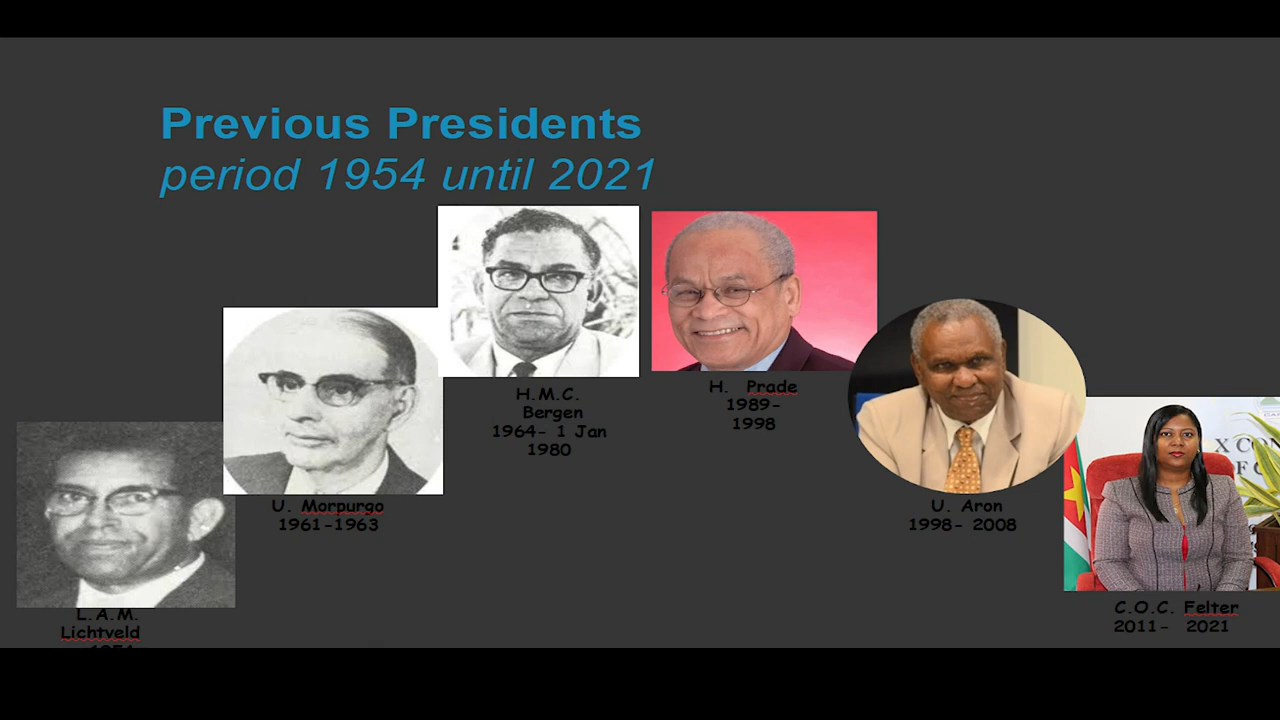 Previous Presidents
period 1954 until 2021
H.M.C.
Bergen
1964- 1 Jan
1980
H. Prade
1989-
1998
U. Morpurgo
1961-1963
U. Aron
1998- 2008
C.O.C. Felter
2011- 2021
L.A.M.
Lichtveld
X CON